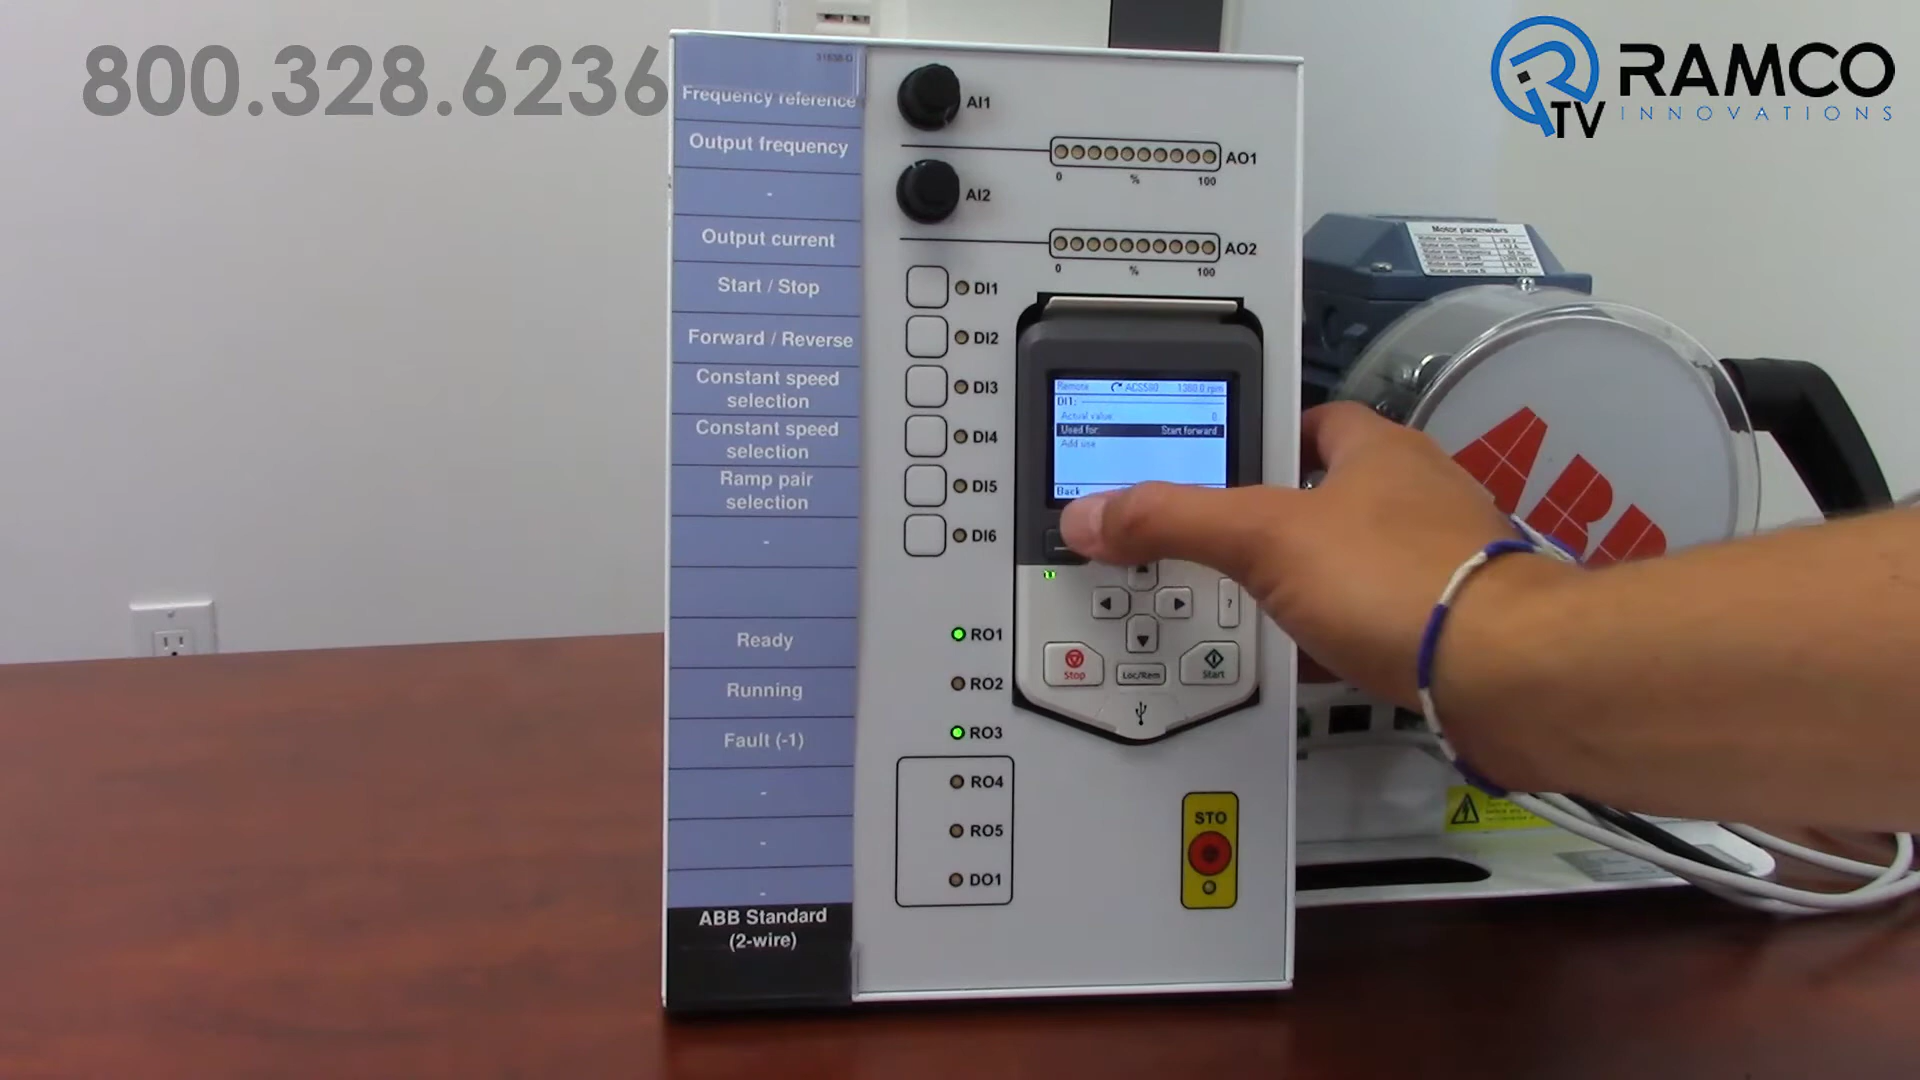 800.328.6236
RAMCO
TV INNOVATIONS
Frequency reference
Output frequency
-
Output current
Start / Stop
Forward / Reverse
Constant speed
selection
Constant speed
selection
Ramp pair
selection
-
Ready
Running
Fault (-1)
-
-
-
ABB Standard
(2-wire)
AI1
AO1
0 % 100
AI2
AO2
0 % 100
DI1
DI2
DI3
DI4
DI5
DI6
RO1
RO2
RO3
RO4
RO5
DO1
Remote ACS580 1380.0 rpm
DI1:
Actual value: 0
Used for: Start forward
Add use
Back
?
Stop
Loc/Rem
Start
STO
Motor parameters
ABB